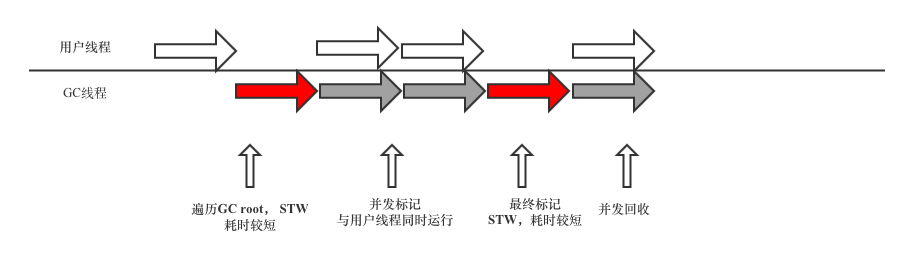 用户线程
GC线程
遍历GC root， STW
耗时较短
并发标记
与用户线程同时运行
最终标记
STW，耗时较短
并发回收